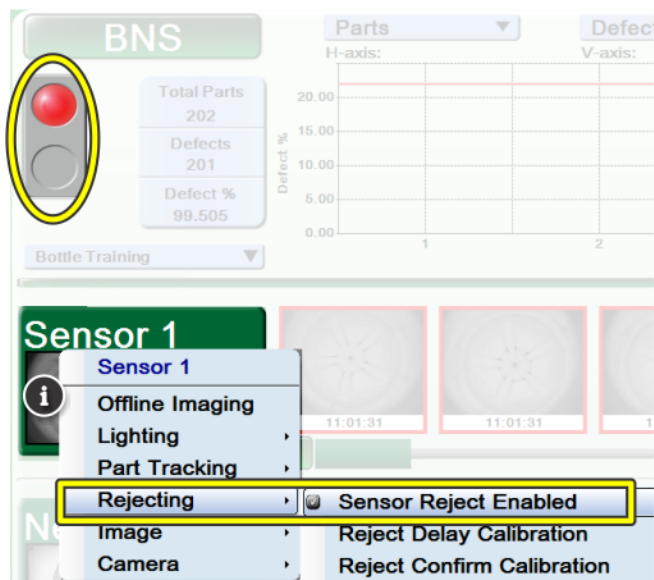 BNS
Parts
Defec
H-axis:
V-axis:
Total Parts
202
Defects
201
Defect %
99.505
Defect %
20.00
15.00
10.00
5.00
0.00
1
2
Bottle Training
Sensor 1
Sensor 1
i
Offline Imaging
Lighting
Part Tracking
Rejecting
Image
Camera
11:01:31
11:01:31
1
Sensor Reject Enabled
Reject Delay Calibration
Reject Confirm Calibration